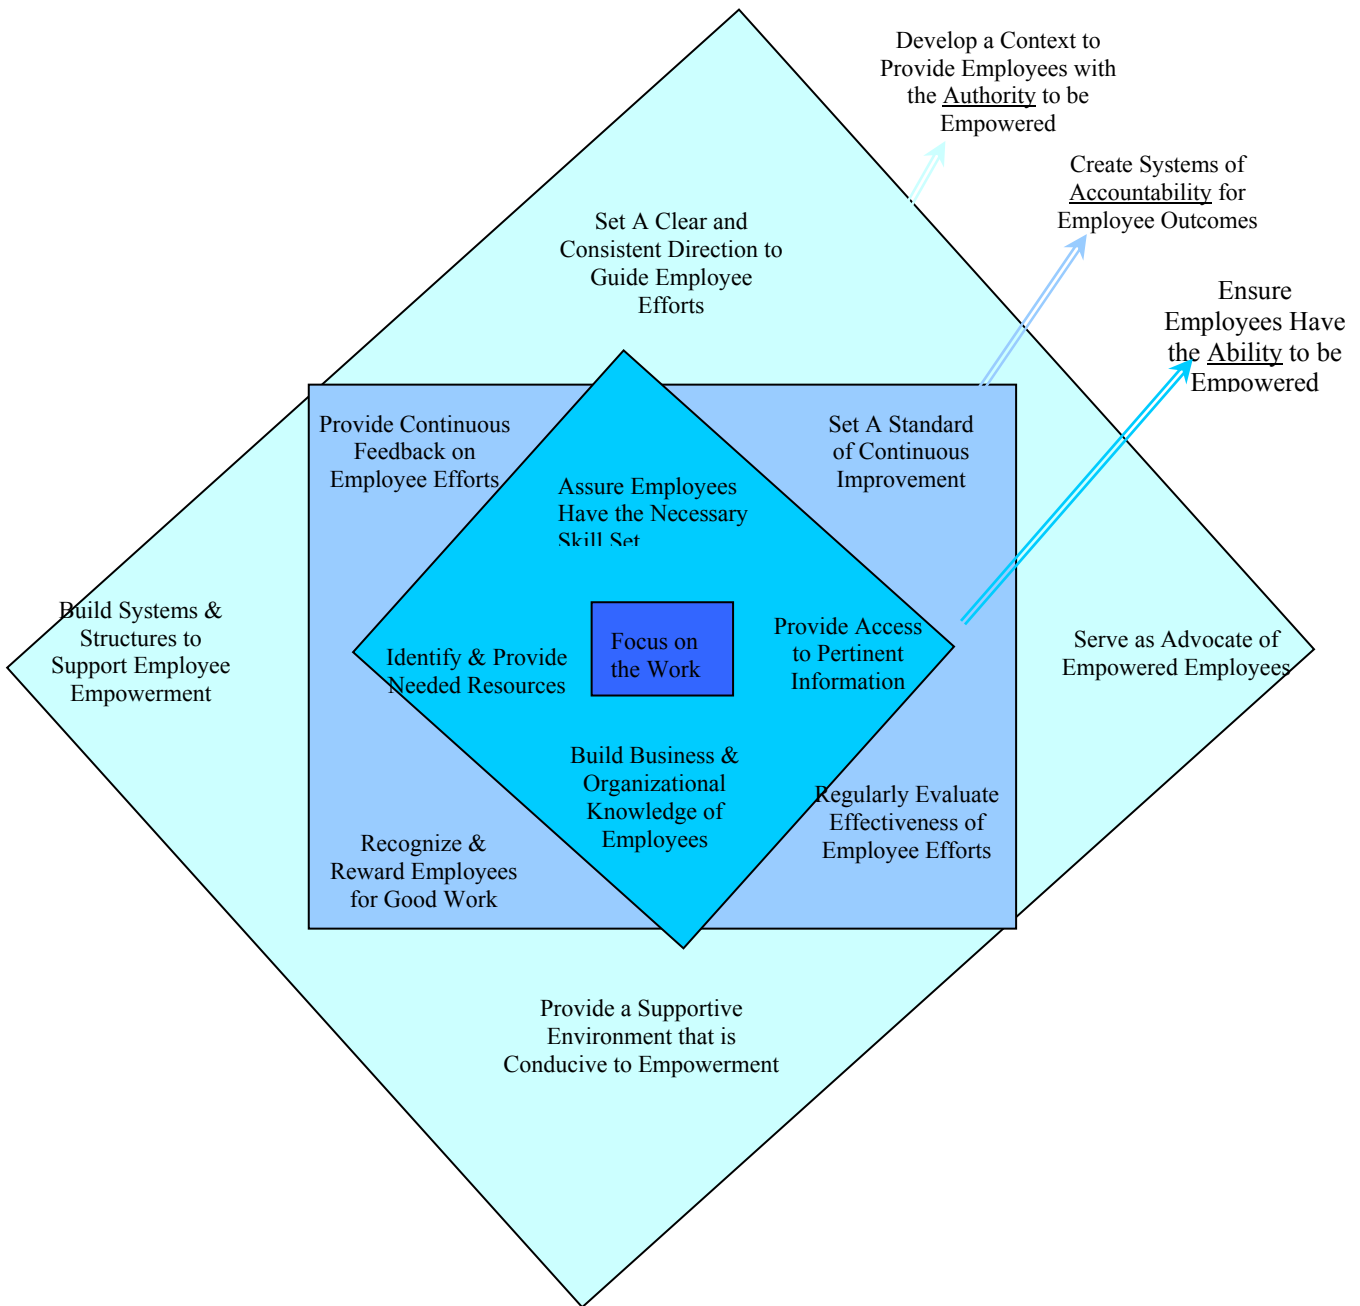 Develop a Context to
Provide Employees with
the Authority to be
Empowered
Create Systems of
Accountability for
Employee Outcomes
Ensure
Employees Have
the Ability to be
Empowered
Set A Clear and
Consistent Direction to
Guide Employee
Efforts
Provide Continuous
Feedback on
Employee Efforts
Set A Standard
of Continuous
Improvement
Assure Employees
Have the Necessary
Skill Set
Build Systems &
Structures to
Support Employee
Empowerment
Identify & Provide
Needed Resources
Focus on
the Work
Provide Access
to Pertinent
Information
Serve as Advocate of
Empowered Employees
Build Business &
Organizational
Knowledge of
Employees
Recognize &
Reward Employees
for Good Work
Regularly Evaluate
Effectiveness of
Employee Efforts
Provide a Supportive
Environment that is
Conducive to Empowerment